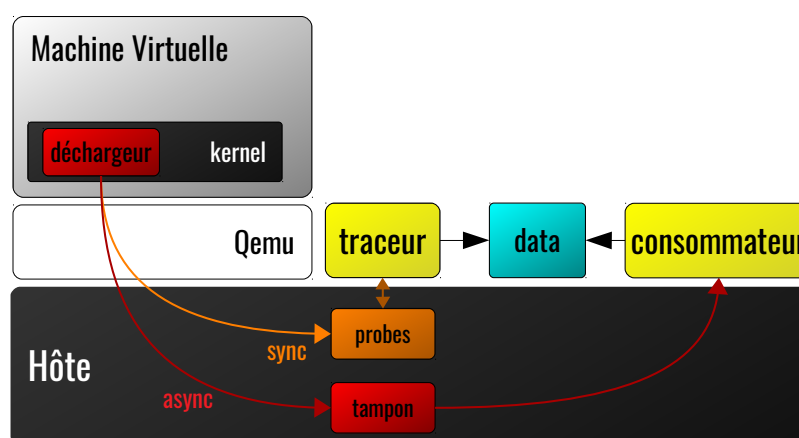 Machine Virtuelle
déchargeur
kernel
Qemu
traceur
data
consommateur
probes
sync
Hôte
async
tampon